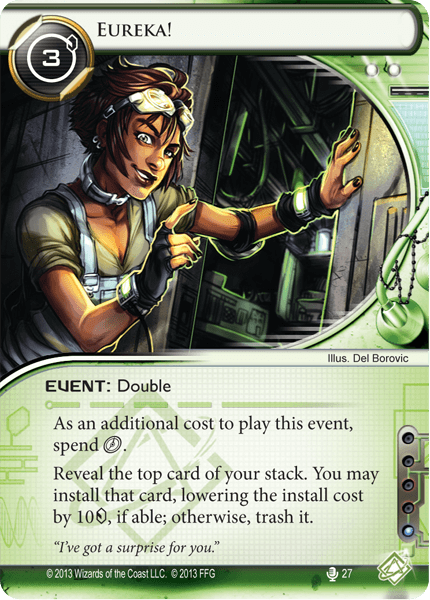 EUREKA!
3
Illus. Del Borovic
EVENT: Double
As an additional cost to play this event,
spend .
Reveal the top card of your stack. You may
install that card, lowering the install cost
by 10, if able; otherwise, trash it.
“I've got a surprise for you.”
© 2013 Wizards of the Coast LLC. © 2013 FFG 27